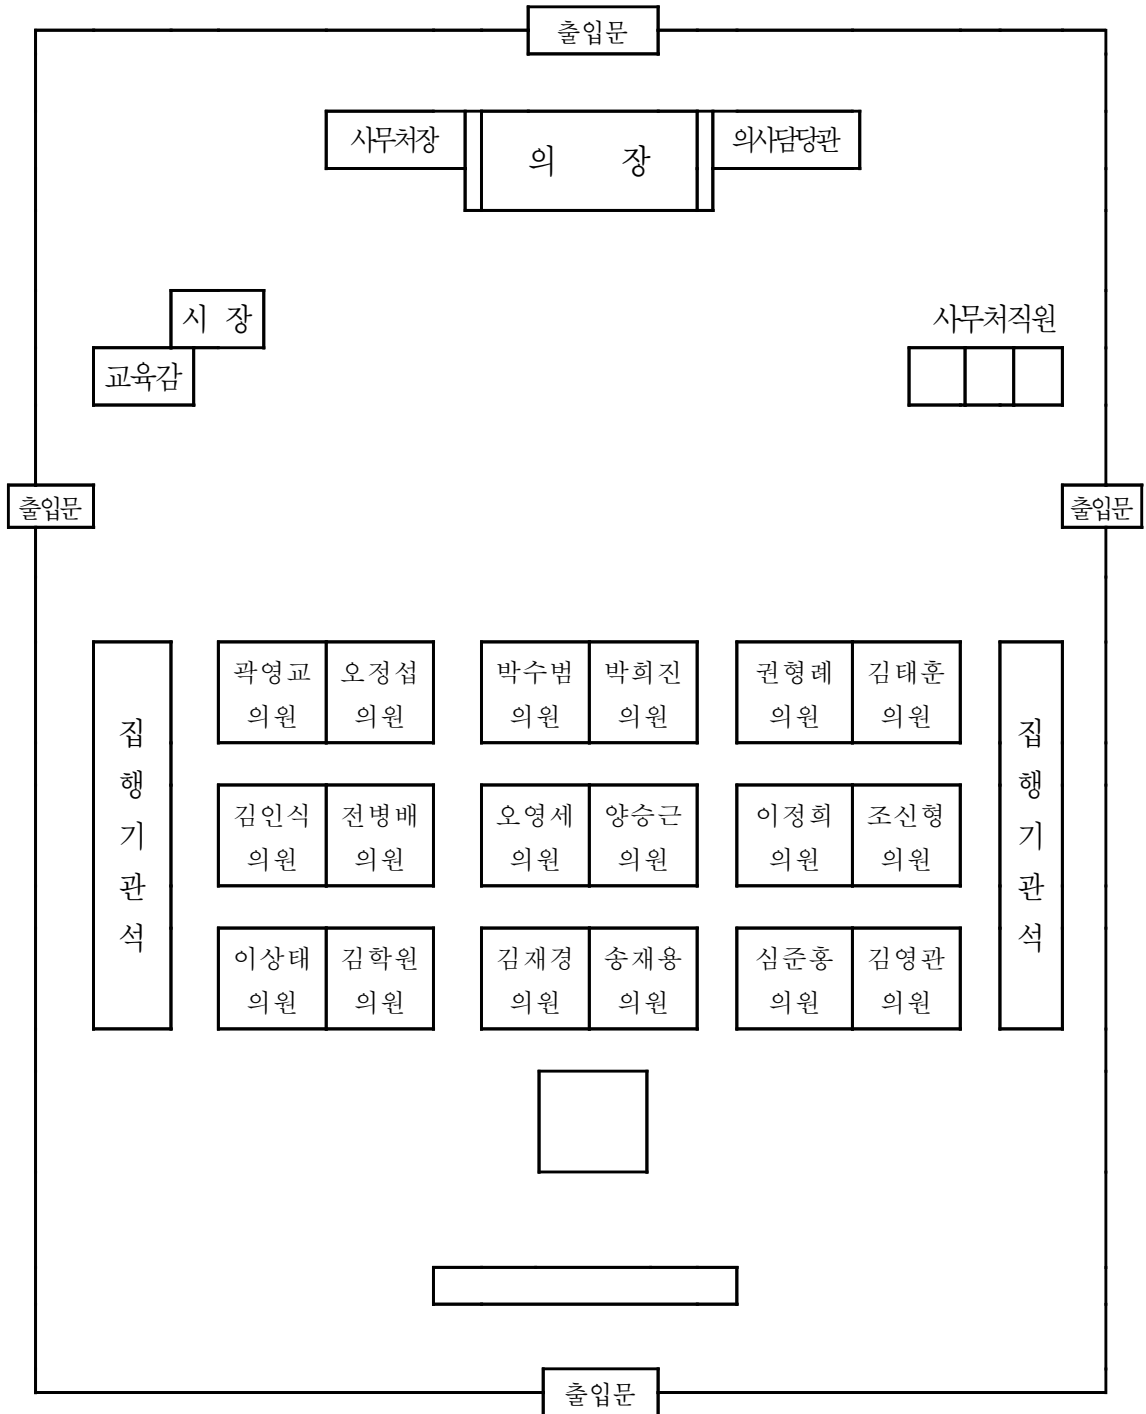 출입문
사무처장
의 장
의사담당관
시 장
사무처직원
교육감
출입문
출입문
곽영교 오정섭 박수범 박희진 권형례 김태훈
의원 의원 의원 의원 의원 의원
김인식 전병배 오영세 양승근 이정희 조신형
의원 의원 의원 의원 의원 의원
이상태 김학원 김재경 송재용 심준홍 김영관
의원 의원 의원 의원 의원 의원
집
행
기
관
석
집
행
기
관
석
출입문